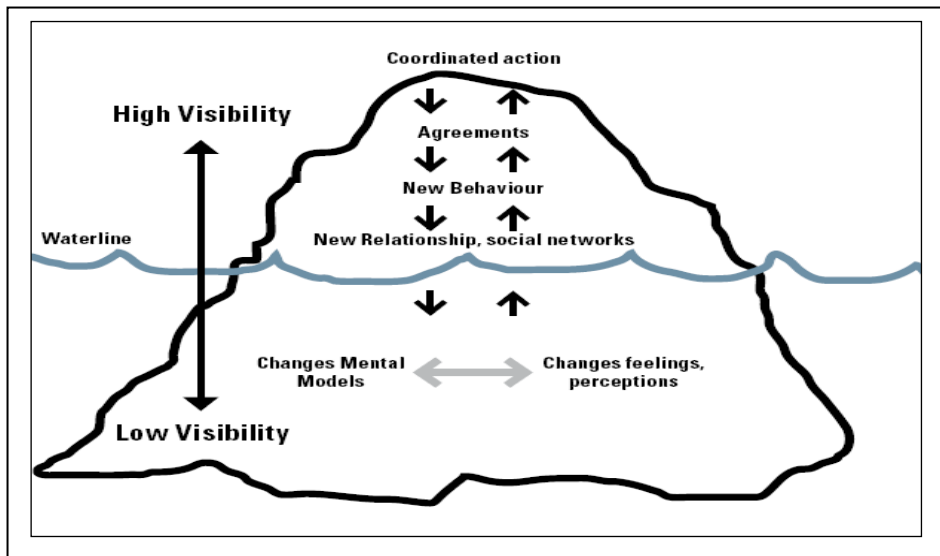 Coordinated action
High Visibility
Agreements
New Behaviour
Waterline
New Relationship, social networks
Changes Mental
Models
Changes feelings,
perceptions
Low Visibility